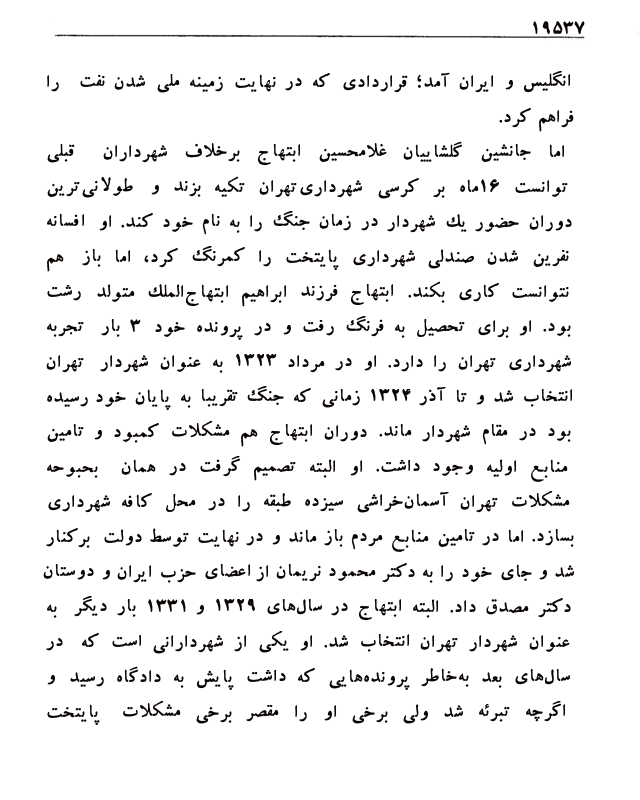 ۱۹۵۳۷
انگلیس و ایران آمد؛ قراردادی که در نهایت زمینه ملی شدن نفت را
فراهم کرد.
اما جانشین گلشاییان غلامحسین ابتهاج برخلاف شهرداران قبلی
توانست ۱۶ماه بر کرسی شهرداری‌تهران تکیه بزند و طولانی‌ترین
دوران حضور یك شهردار در زمان جنگ را به نام خود کند. او افسانه
نفرین شدن صندلی شهرداری پایتخت را کمرنگ کرد، اما باز هم
نتوانست کاری بکند. ابتهاج فرزند ابراهیم ابتهاج‌الملك متولد رشت
بود. او برای تحصیل به فرنگ رفت و در پرونده خود ۳ بار تجربه
شهرداری تهران را دارد. او در مرداد ۱۳۲۳ به عنوان شهردار تهران
انتخاب شد و تا آذر ۱۳۲۴ زمانی که جنگ تقریبا به پایان خود رسیده
بود در مقام شهردار ماند. دوران ابتهاج هم مشکلات کمبود و تامین
منابع اولیه وجود داشت. او البته تصمیم گرفت در همان بحبوحه
مشکلات تهران آسمان‌خراشی سیزده طبقه را در محل کافه شهرداری
بسازد. اما در تامین منابع مردم باز ماند و در نهایت توسط دولت برکنار
شد و جای خود را به دکتر محمود نریمان از اعضای حزب ایران و دوستان
دکتر مصدق داد. البته ابتهاج در سال‌های ۱۳۲۹ و ۱۳۳۱ بار دیگر به
عنوان شهردار تهران انتخاب شد. او یکی از شهردارانی است که در
سال‌های بعد به‌خاطر پرونده‌هایی که داشت پایش به دادگاه رسید و
اگرچه تبرئه شد ولی برخی او را مقصر برخی مشکلات پایتخت